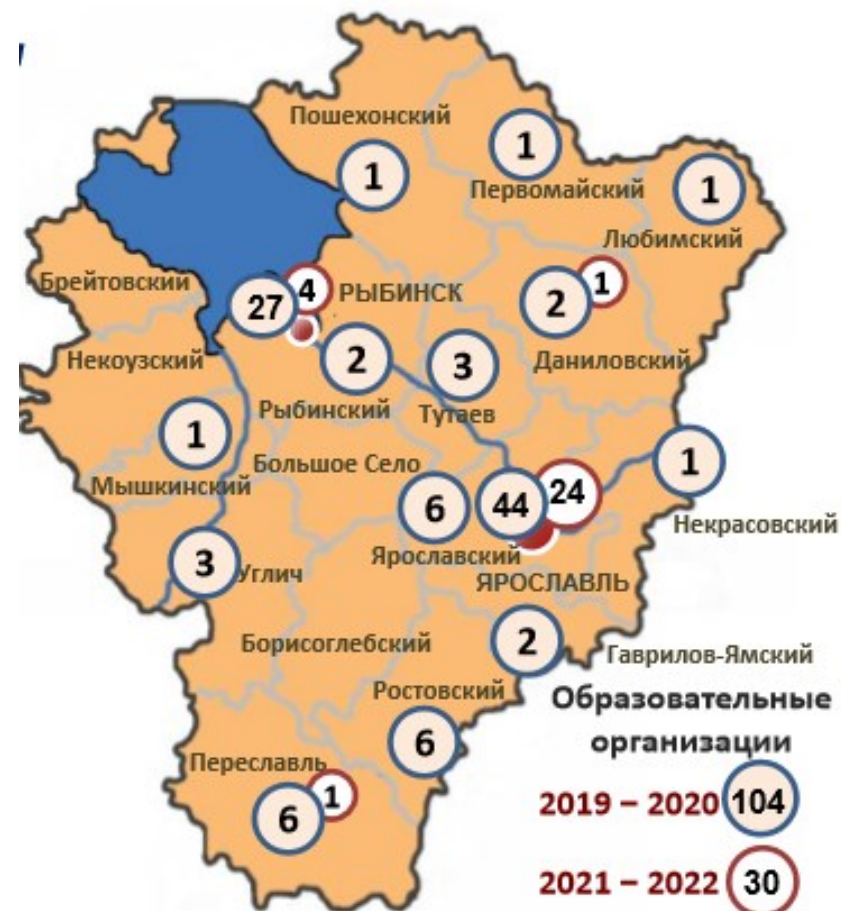 Пошехонский
1
1
Первомайский
1
Любимский
Брейтовский
27
4
РЫБИНСК
2
1
Даниловский
Некоузский
2
Рыбинский
3
Тутаев
1
Мышкинский
Большое Село
6
Ярославский
44
24
ЯРОСЛАВЛЬ
1
Некрасовский
3
Углич
Борисоглебский
2
Гаврилов-Ямский
Ростовский
6
Переславль
6
1
Образовательные
организации
2019 – 2020 104
2021 – 2022 30